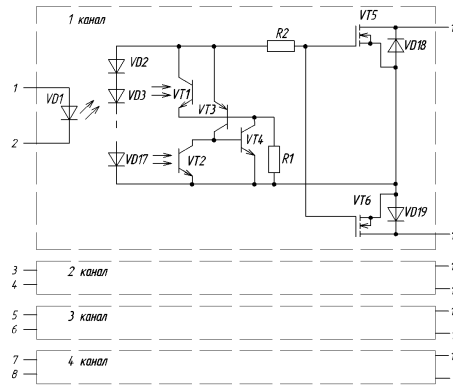 1 канал
VT5
R2
VD18
VD2
1
VD1
VD3
VT1
VT3
VT4
2
VD17
VT2
R1
VT6
VD19
3
4
2 канал
5
6
3 канал
7
8
4 канал